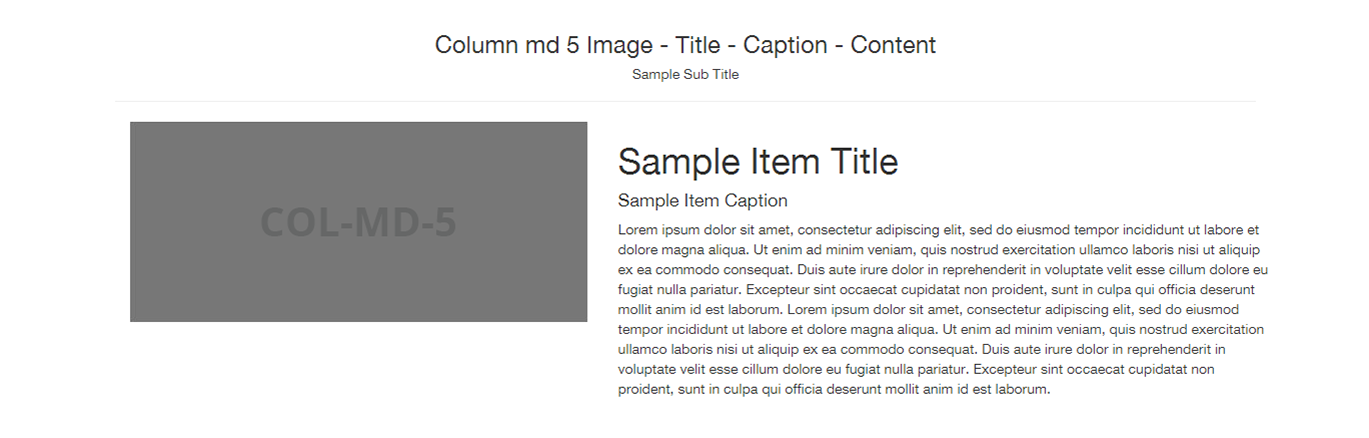 Column md 5 Image - Title - Caption - Content
Sample Sub Title
COL-MD-5
Sample Item Title
Sample Item Caption
Lorem ipsum dolor sit amet, consectetur adipiscing elit, sed do eiusmod tempor incididunt ut labore et
dolore magna aliqua. Ut enim ad minim veniam, quis nostrud exercitation ullamco laboris nisi ut aliquip
ex ea commodo consequat. Duis aute irure dolor in reprehenderit in voluptate velit esse cillum dolore eu
fugiat nulla pariatur. Excepteur sint occaecat cupidatat non proident, sunt in culpa qui officia deserunt
mollit anim id est laborum. Lorem ipsum dolor sit amet, consectetur adipiscing elit, sed do eiusmod
tempor incididunt ut labore et dolore magna aliqua. Ut enim ad minim veniam, quis nostrud exercitation
ullamco laboris nisi ut aliquip ex ea commodo consequat. Duis aute irure dolor in reprehenderit in
voluptate velit esse cillum dolore eu fugiat nulla pariatur. Excepteur sint occaecat cupidatat non
proident, sunt in culpa qui officia deserunt mollit anim id est laborum.